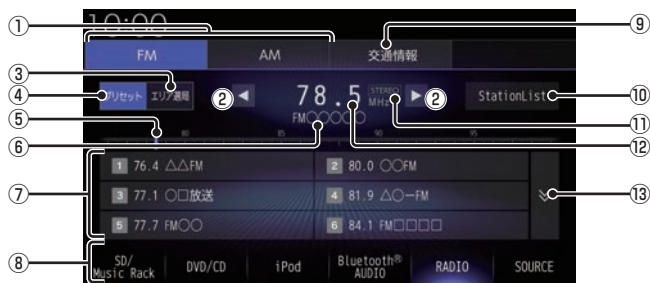 10:00
① ⑨
FM AM 交通情報
③
④ プリセット エリア選局 ② ◀ 78.5 STEREO MHz ▶ ② StationList ⑩
⑤ ⑪
⑥ FM○○○○○ ⑫
80 85 90 95
⑦ 1 76.4 △△FM 2 80.0 ○○FM
3 77.1 ○□放送 4 81.9 △○ーFM ⑬
5 77.7 FM○○ 6 84.1 FM□□□□
⑧ SD/ Music Rack DVD/CD iPod Bluetooth® AUDIO RADIO SOURCE